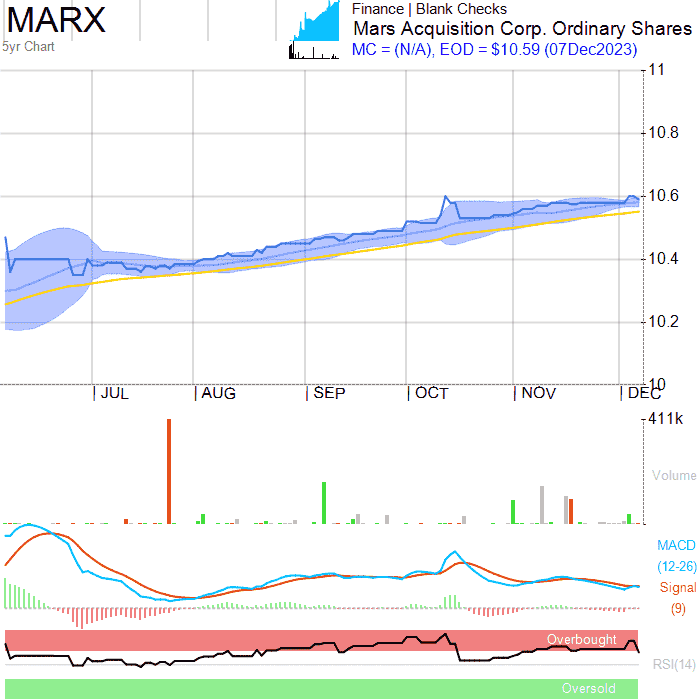 MARX
5yr Chart
Finance | Blank Checks
Mars Acquisition Corp. Ordinary Shares
MC = (N/A), EOD = $10.59 (07Dec2023)
11
10.8
10.6
10.4
10.2
10
JUL AUG SEP OCT NOV DEC
411k
Volume
MACD
(12-26)
Signal
(9)
Overbought
RSI(14)
Oversold